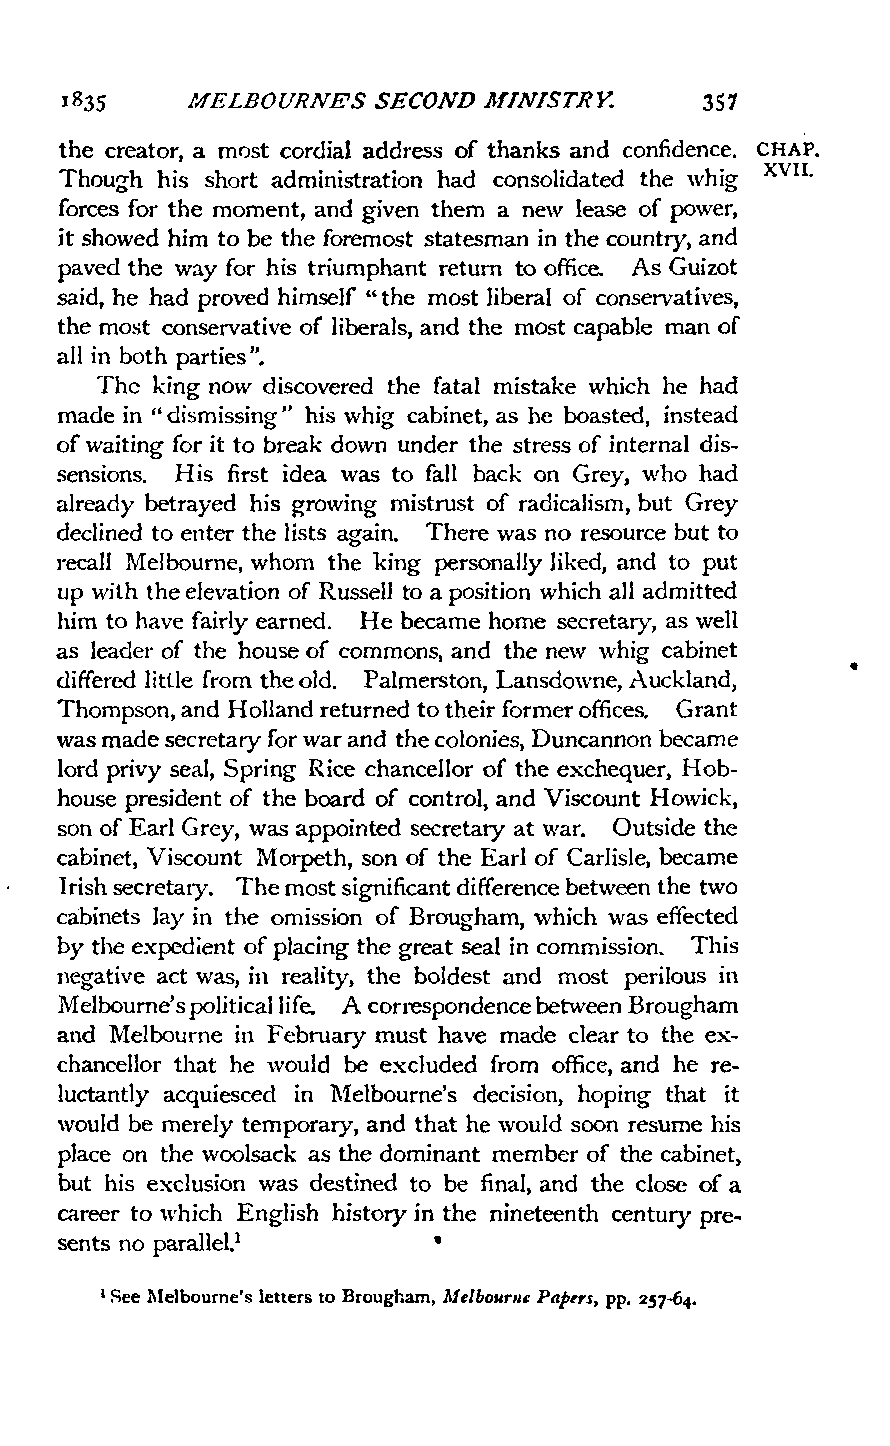 1835 MELBOURNE'S SECOND MINISTRY. 357
the creator, a most cordial address of thanks and confidence. CHAP.
Though his short administration had consolidated the whig XVII.
forces for the moment, and given them a new lease of power,
it showed him to be the foremost statesman in the country, and
paved the way for his triumphant return to office. As Guizot
said, he had proved himself "the most liberal of conservatives,
the most conservative of liberals, and the most capable man of
all in both parties".
The king now discovered the fatal mistake which he had
made in "dismissing" his whig cabinet, as he boasted, instead
of waiting for it to break down under the stress of internal dis-
sensions. His first idea was to fall back on Grey, who had
already betrayed his growing mistrust of radicalism, but Grey
declined to enter the lists again. There was no resource but to
recall Melbourne, whom the king personally liked, and to put
up with the elevation of Russell to a position which all admitted
him to have fairly earned. He became home secretary, as well
as leader of the house of commons, and the new whig cabinet
differed little from the old. Palmerston, Lansdowne, Auckland,
Thompson, and Holland returned to their former offices. Grant
was made secretary for war and the colonies, Duncannon became
lord privy seal, Spring Rice chancellor of the exchequer, Hob-
house president of the board of control, and Viscount Howick,
son of Earl Grey, was appointed secretary at war. Outside the
cabinet, Viscount Morpeth, son of the Earl of Carlisle, became
Irish secretary. The most significant difference between the two
cabinets lay in the omission of Brougham, which was effected
by the expedient of placing the great seal in commission. This
negative act was, in reality, the boldest and most perilous in
Melbourne's political life. A correspondence between Brougham
and Melbourne in February must have made clear to the ex-
chancellor that he would be excluded from office, and he re-
luctantly acquiesced in Melbourne's decision, hoping that it
would be merely temporary, and that he would soon resume his
place on the woolsack as the dominant member of the cabinet,
but his exclusion was destined to be final, and the close of a
career to which English history in the nineteenth century pre-
sents no parallel.¹
¹ See Melbourne's letters to Brougham, Melbourne Papers, pp. 257-64.